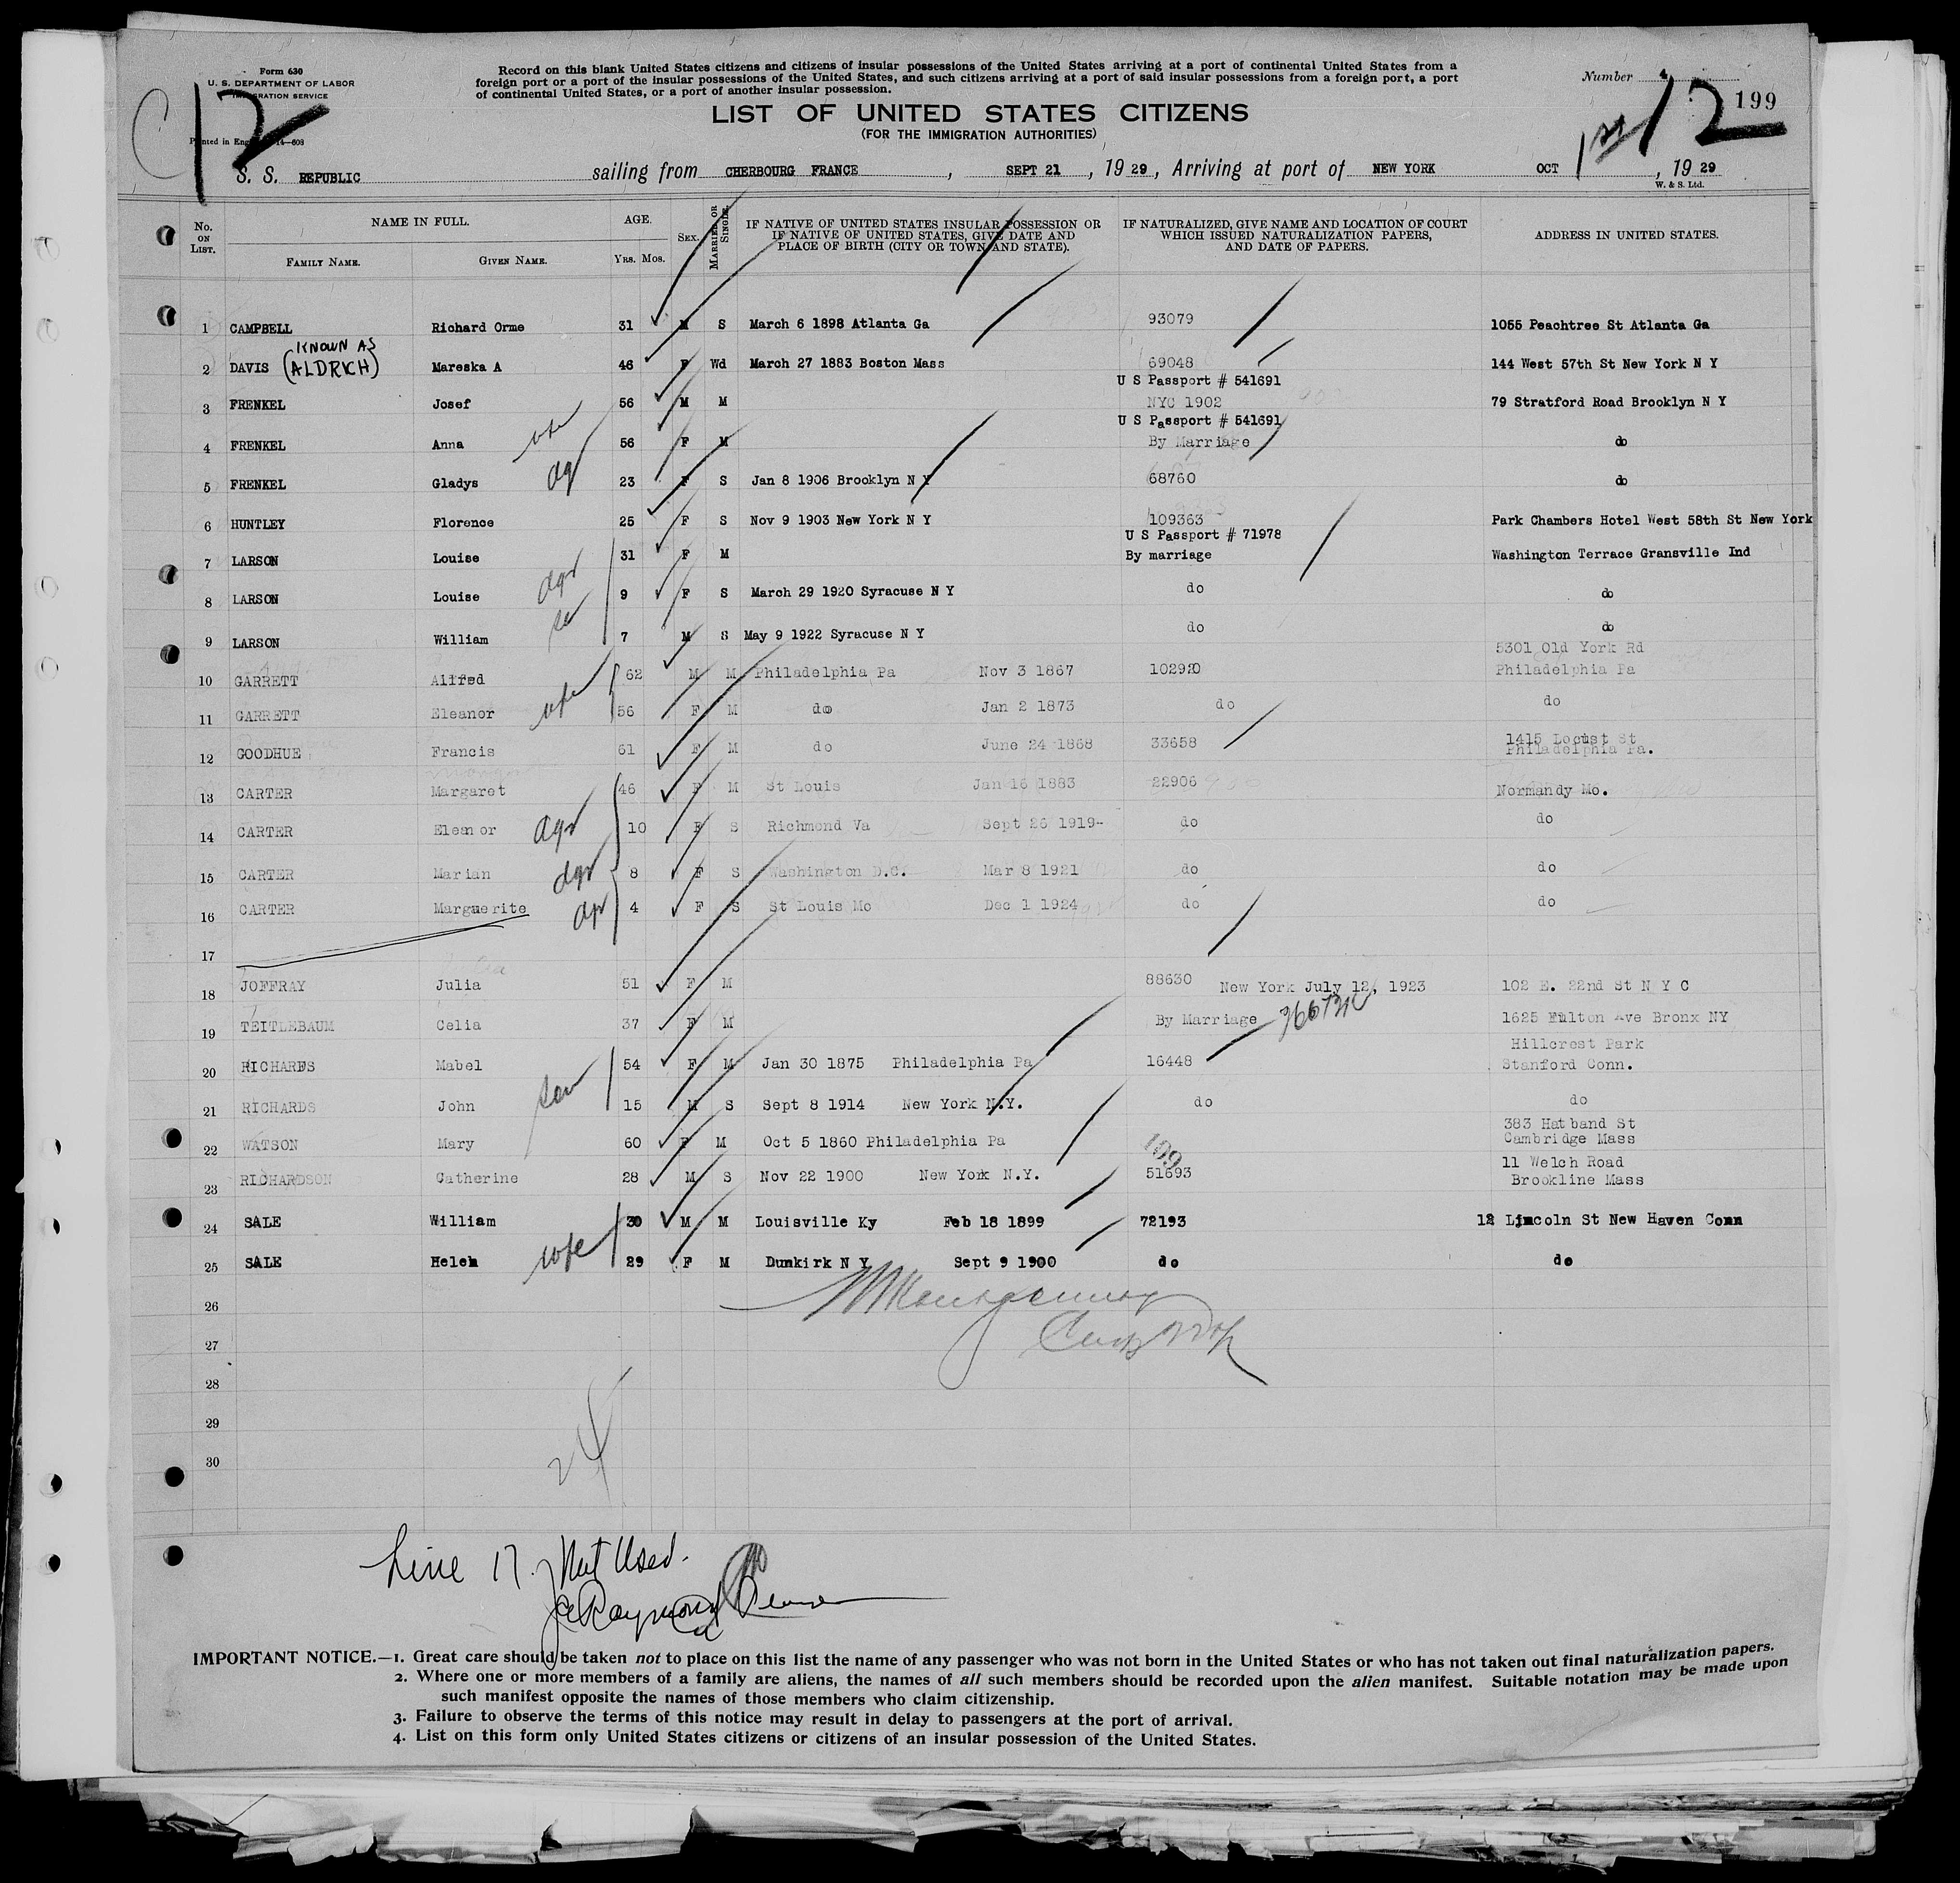 Form 630
U. S. DEPARTMENT OF LABOR
IMMIGRATION SERVICE
Record on this blank United States citizens and citizens of insular possessions of the United States arriving at a port of continental United States from a
foreign port or a port of the insular possessions of the United States, and such citizens arriving at a port of said insular possessions from a foreign port, a port
of continental United States, or a port of another insular possession.
Number
12
12
199
LIST OF UNITED STATES CITIZENS
(FOR THE IMMIGRATION AUTHORITIES)
Printed in 14—608
S. S. REPUBLIC sailing from CHERBOURG FRANCE, SEPT 21, 1929, Arriving at port of NEW YORK OCT 1st, 1929
W. & S. Ltd.
No. ON LIST. NAME IN FULL. FAMILY NAME. GIVEN NAME. AGE. YRS. MOS. SEX. MARRIED OR SINGLE. IF NATIVE OF UNITED STATES INSULAR POSSESSION OR IF NATIVE OF UNITED STATES, GIVE DATE AND PLACE OF BIRTH (CITY OR TOWN AND STATE). IF NATURALIZED, GIVE NAME AND LOCATION OF COURT WHICH ISSUED NATURALIZATION PAPERS, AND DATE OF PAPERS. ADDRESS IN UNITED STATES.
1 CAMPBELL Richard Orme 31 M S March 6 1898 Atlanta Ga 93079 1055 Peachtree St Atlanta Ga
2 DAVIS (KNOWN AS ALDRICH) Mareska A 46 F Wd March 27 1883 Boston Mass 69048 144 West 57th St New York N Y
U S Passport # 541691
3 FRENKEL Josef 56 M M NYC 1902 79 Stratford Road Brooklyn N Y
U S Passport # 541691
4 FRENKEL Anna wfe 56 F M By Marriage do
5 FRENKEL Gladys 23 F S Jan 8 1906 Brooklyn N Y 68760 do
6 HUNTLEY Florence 25 F S Nov 9 1903 New York N Y 109363 Park Chambers Hotel West 58th St New York
U S Passport # 71978
7 LARSON Louise 31 F M By marriage Washington Terrace Gransville Ind
8 LARSON Louise dgr 9 F S March 29 1920 Syracuse N Y do do
9 LARSON William 7 M S May 9 1922 Syracuse N Y do do
5301 Old York Rd
10 GARRETT Alfred 62 M M Philadelphia Pa Nov 3 1867 102920 Philadelphia Pa
11 GARRETT Eleanor wfe 56 F M do Jan 2 1873 do do
12 GOODHUE Francis 61 F M do June 24 1868 33658 1415 Locust St
Philadelphia Pa.
13 CARTER Margaret 46 F M St Louis Jan 16 1883 22906 Normandy Mo.
14 CARTER Eleanor dgr 10 F S Richmond Va Sept 26 1919- do do
15 CARTER Marian dgr 8 F S Washington D.C. Mar 8 1921 do do
16 CARTER Marguerite dgr 4 F S St Louis Mo Dec 1 1924 do do
17
18 JOFFRAY Julia 51 F M 88630 New York July 12, 1923 102 E. 22nd St N Y C
19 TEITLEBAUM Celia 37 F M By Marriage 1625 Fulton Ave Bronx NY
Hillcrest Park
20 RICHARDS Mabel 54 F M Jan 30 1875 Philadelphia Pa 16448 Stanford Conn.
21 RICHARDS John son 15 M S Sept 8 1914 New York N.Y. do do
383 Hatband St
22 WATSON Mary 60 F M Oct 5 1860 Philadelphia Pa Cambridge Mass
109
11 Welch Road
23 RICHARDSON Catherine 28 M S Nov 22 1900 New York N.Y. 51693 Brookline Mass
24 SALE William 30 M M Louisville Ky Feb 18 1899 72193 12 Lincoln St New Haven Conn
25 SALE Helen wfe 29 F M Dunkirk N Y Sept 9 1900 do do
26
27
28
29
24
30
Line 17. Not Used.
IMPORTANT NOTICE.—1. Great care should be taken not to place on this list the name of any passenger who was not born in the United States or who has not taken out final naturalization papers.
2. Where one or more members of a family are aliens, the names of all such members should be recorded upon the alien manifest. Suitable notation may be made upon
such manifest opposite the names of those members who claim citizenship.
3. Failure to observe the terms of this notice may result in delay to passengers at the port of arrival.
4. List on this form only United States citizens or citizens of an insular possession of the United States.